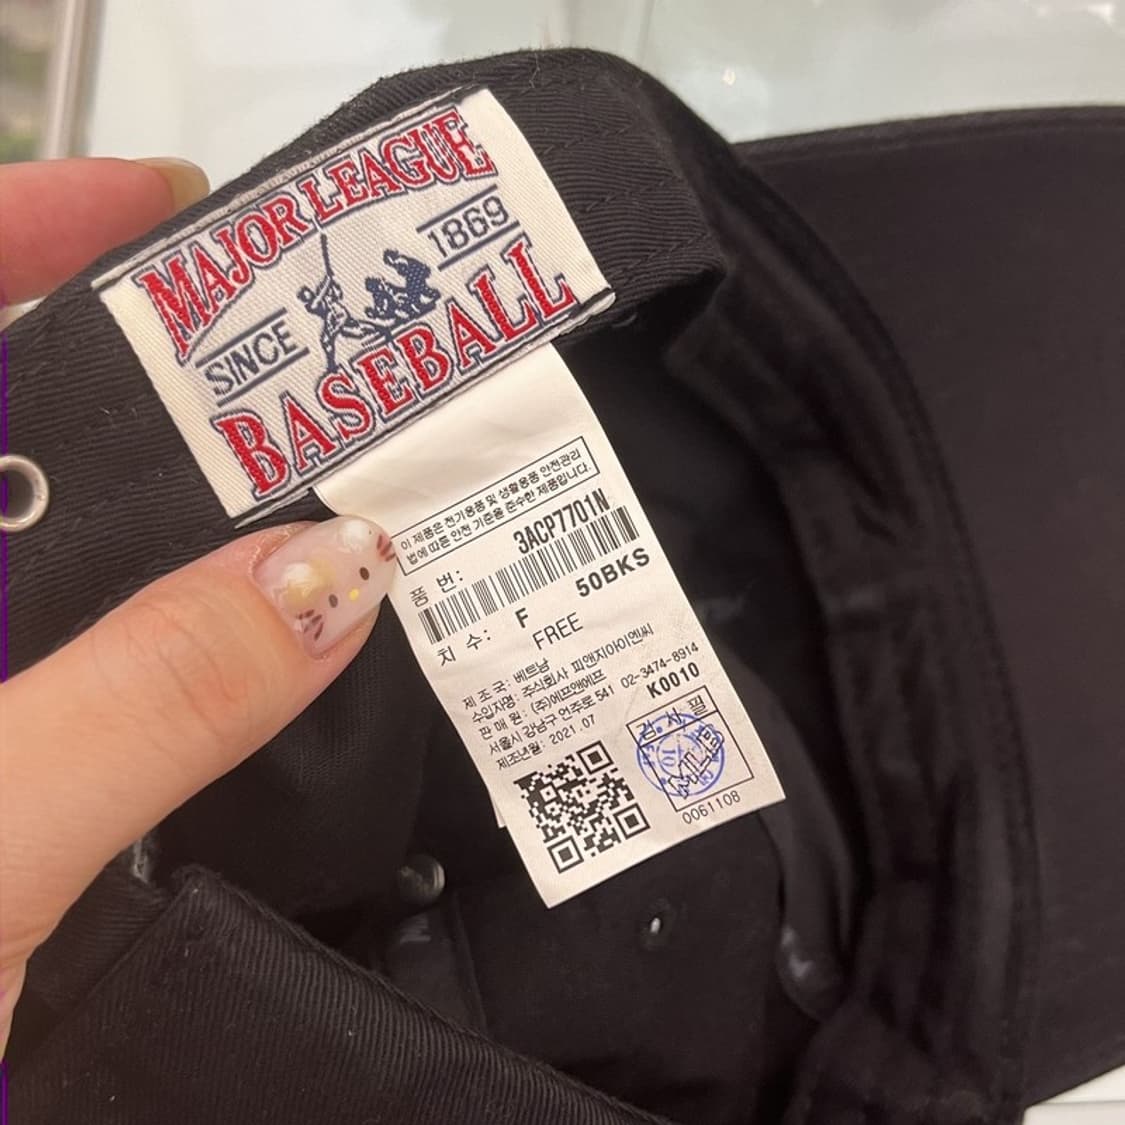 MAJOR LEAGUE
SINCE 1869
BASEBALL
이 제품은 전기용품 및 생활용품 안전관리
법에 따른 안전 기준을 준수한 제품입니다.
품 번: 3ACP7701N
50BKS
치 수: F
FREE
제 조 국: 베트남
수입자명: 주식회사 피앤지아이엔씨
판 매 원: (주)에프앤에프 02-3474-8914
서울시 강남구 언주로 541 K0010
제조년월: 2021.07
검 사 필
0061108